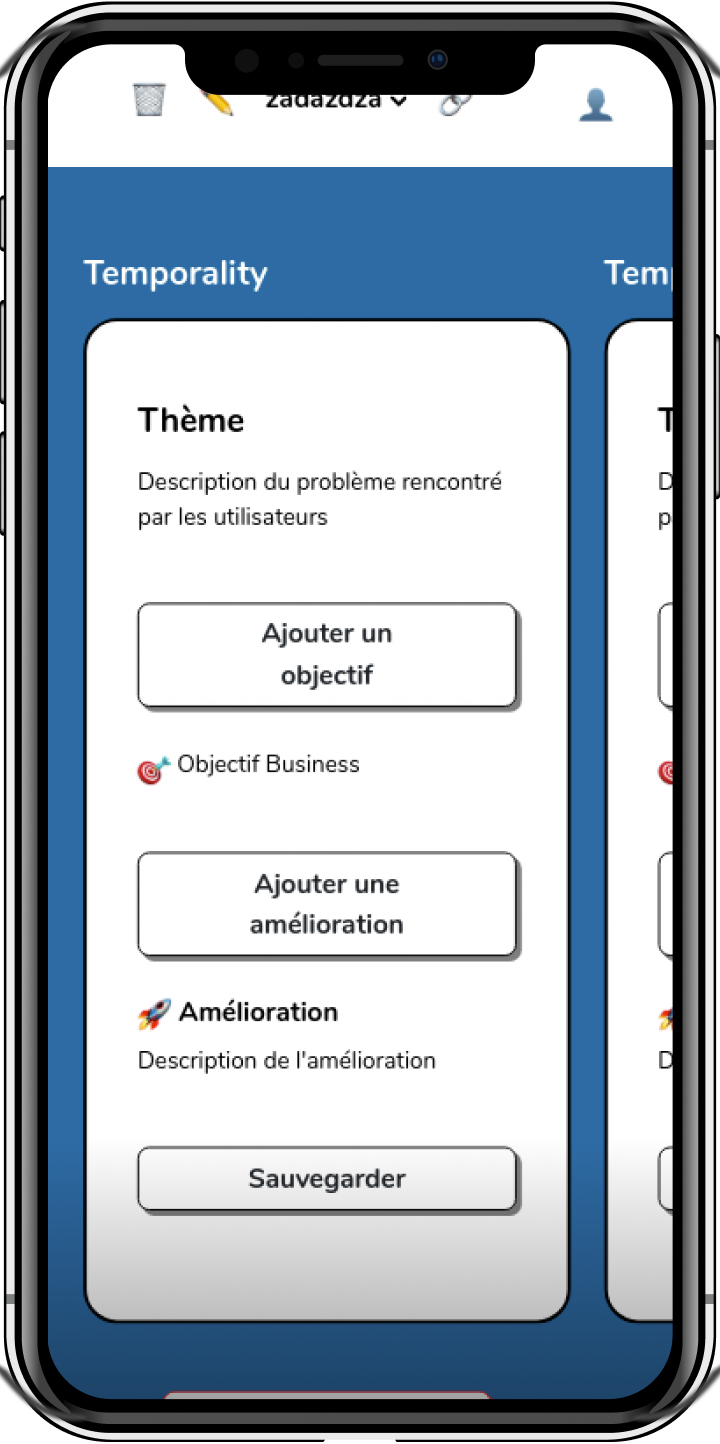 zadazdza
Temporality
Thème
Description du problème rencontré
par les utilisateurs
Ajouter un
objectif
Objectif Business
Ajouter une
amélioration
Amélioration
Description de l'amélioration
Sauvegarder